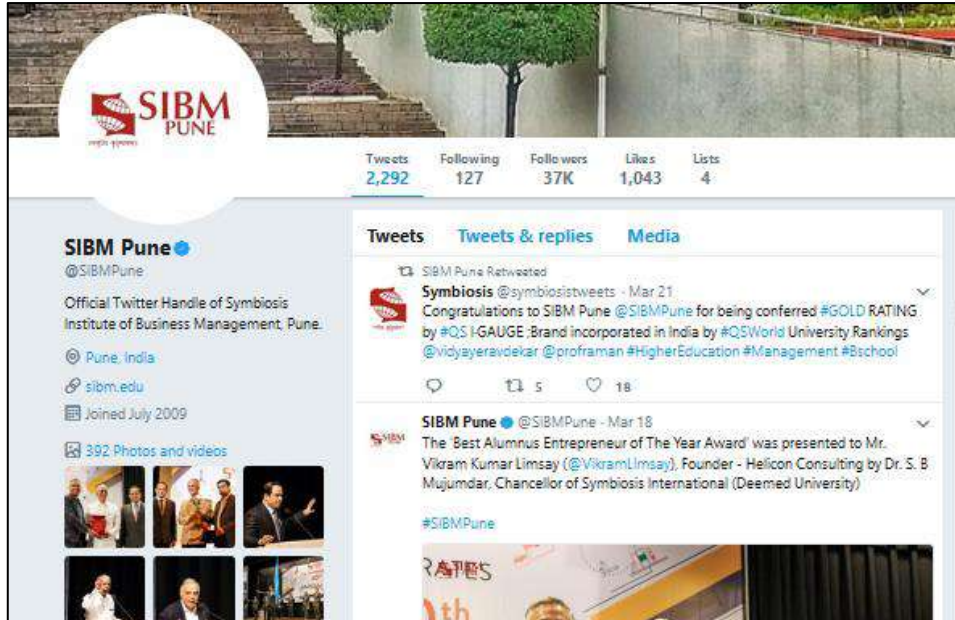 SIBM
PUNE
Tweets Following Followers Likes Lists
2,292 127 37K 1,043 4
SIBM Pune
@SIBMPune
Official Twitter Handle of Symbiosis
Institute of Business Management, Pune.
Pune, India
sibm.edu
Joined July 2009
392 Photos and videos
Tweets Tweets & replies Media
SIBM Pune Retweeted
Symbiosis @symbiosistweets · Mar 21
Congratulations to SIBM Pune @SIBMPune for being conferred #GOLD RATING
by #QS I-GAUGE ;Brand incorporated in India by #QSWorld University Rankings
@vidyayeravdekar @proframan #HigherEducation #Management #Bschool
5 18
SIBM Pune @SIBMPune · Mar 18
SIBM
The 'Best Alumnus Entrepreneur of The Year Award' was presented to Mr.
Vikram Kumar Limsay (@VikramLImsay), Founder - Helicon Consulting by Dr. S. B
Mujumdar, Chancellor of Symbiosis International (Deemed University)
#SIBMPune
th